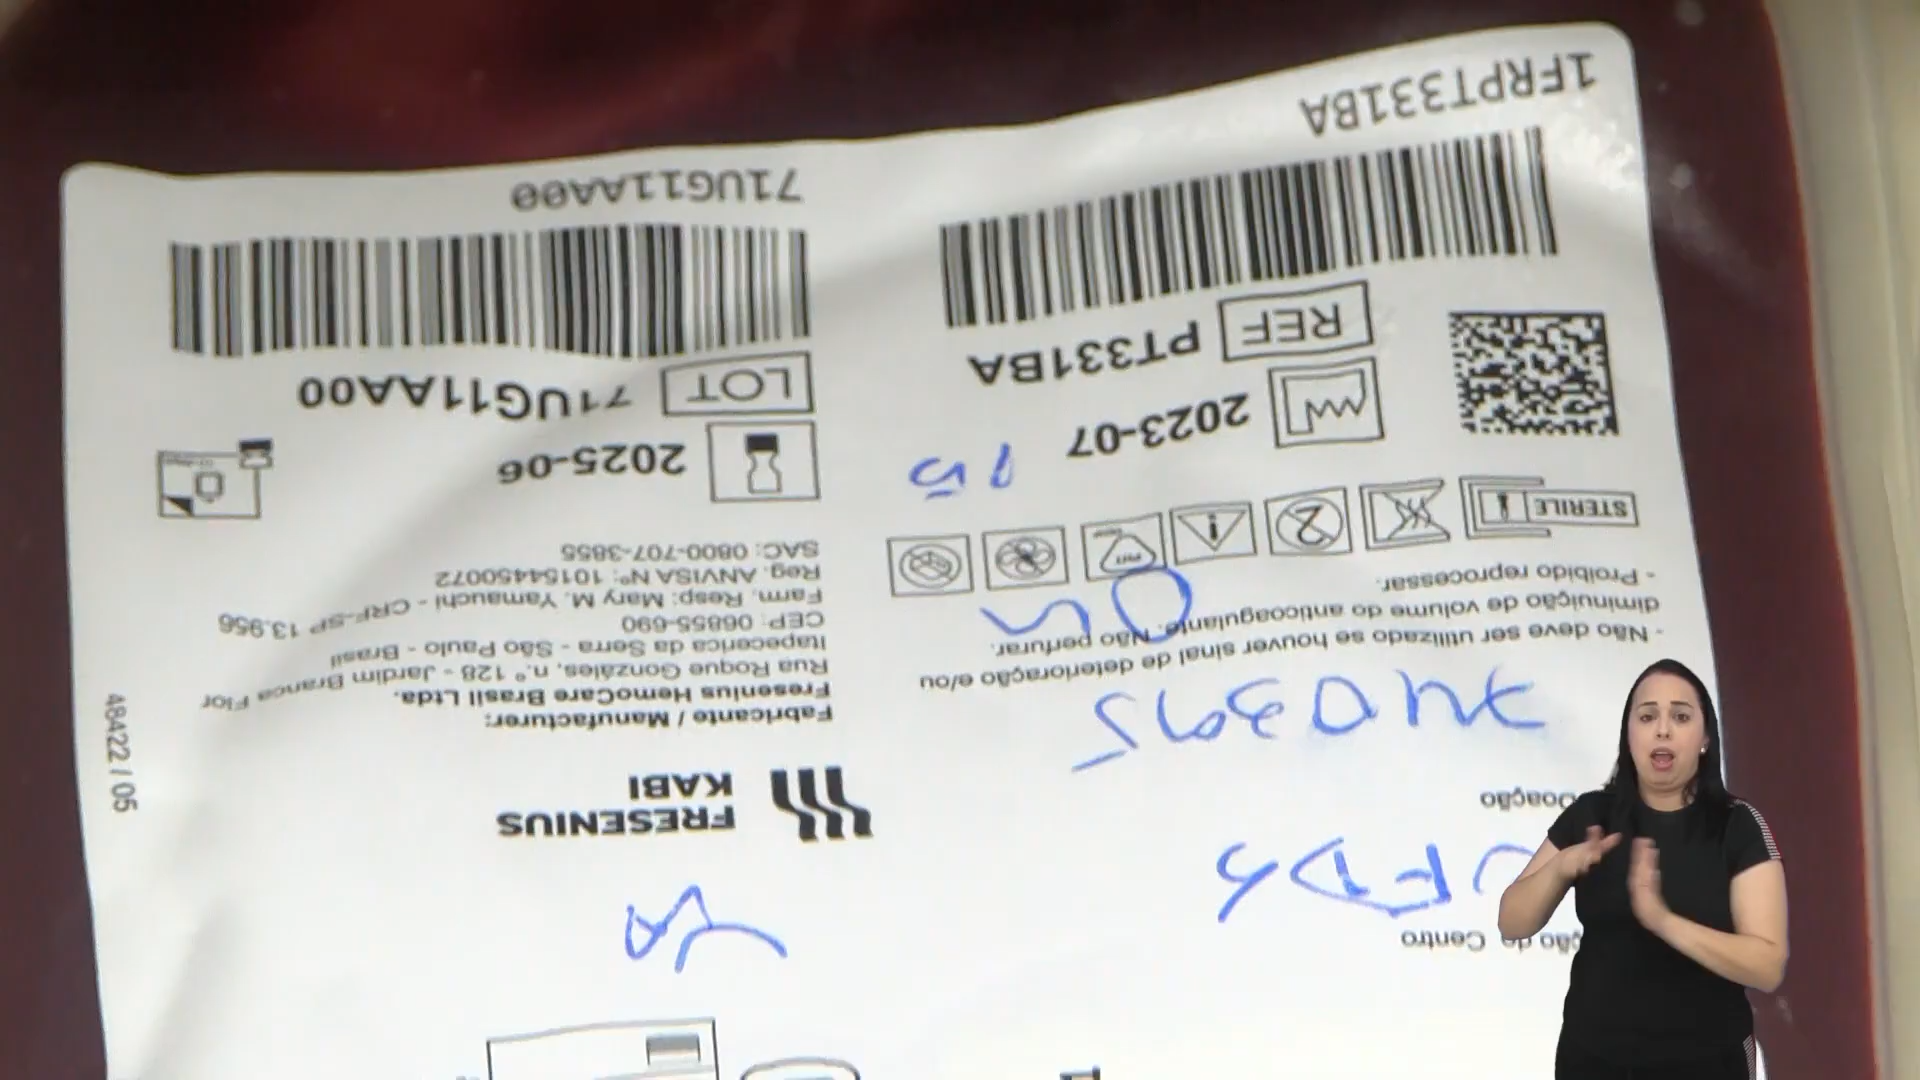 FRESENIUS
KABI
Fabricante / Manufacturer:
Fresenius HemoCare Brasil Ltda.
Rua Roque Gonzáles, n.º 128 - Jardim Branca Flor
Itapecerica da Serra - São Paulo - Brasil
CEP: 06855-690
Farm. Resp: Mary M. Yamauchi - CRF-SP 13.956
Reg. ANVISA Nº: 10154450072
SAC: 0800-707-3855
2025-06
LOT 71UG11AA00
71UG11AA00
48422 / 05
Centro
Doação
- Não deve ser utilizado se houver sinal de deterioração e/ou
diminuição de volume do anticoagulante. Não perfurar.
- Proibido reprocessar.
STERILE
2023-07
REF PT331BA
1FRPT331BA